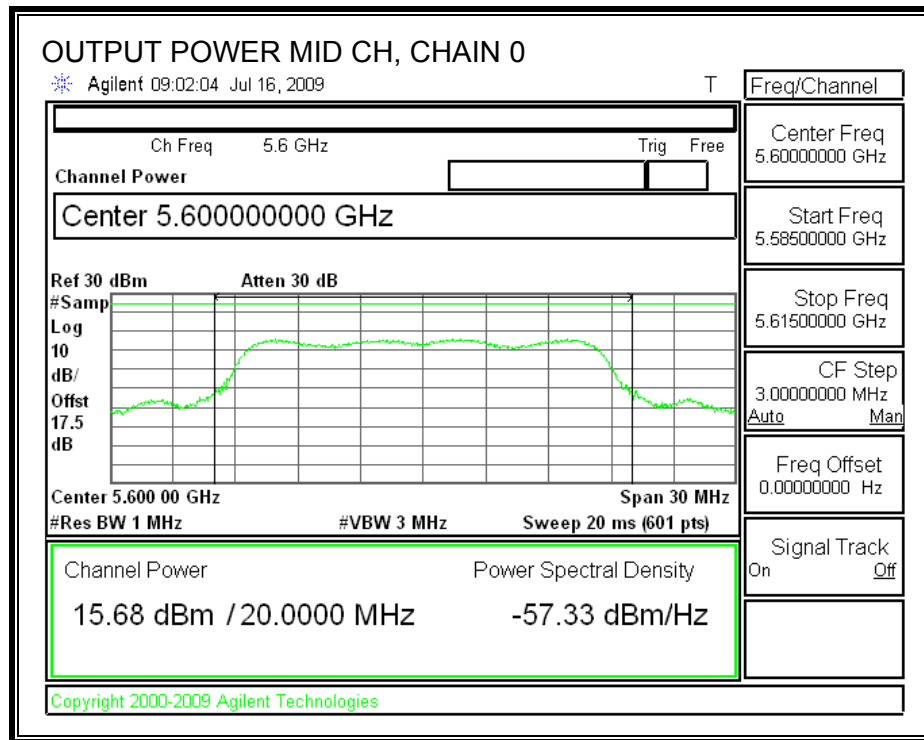 OUTPUT POWER MID CH, CHAIN 0
Agilent 09:02:04 Jul 16, 2009 T
Freq/Channel
Ch Freq 5.6 GHz Trig Free
Channel Power
Center 5.600000000 GHz
Ref 30 dBm Atten 30 dB
#Samp
Log
10
dB/
Offst
17.5
dB
Center 5.600 00 GHz Span 30 MHz
#Res BW 1 MHz #VBW 3 MHz Sweep 20 ms (601 pts)
Channel Power Power Spectral Density
15.68 dBm / 20.0000 MHz -57.33 dBm/Hz
Center Freq
5.60000000 GHz
Start Freq
5.58500000 GHz
Stop Freq
5.61500000 GHz
CF Step
3.00000000 MHz
Auto Man
Freq Offset
0.00000000 Hz
Signal Track
On Off
Copyright 2000-2009 Agilent Technologies